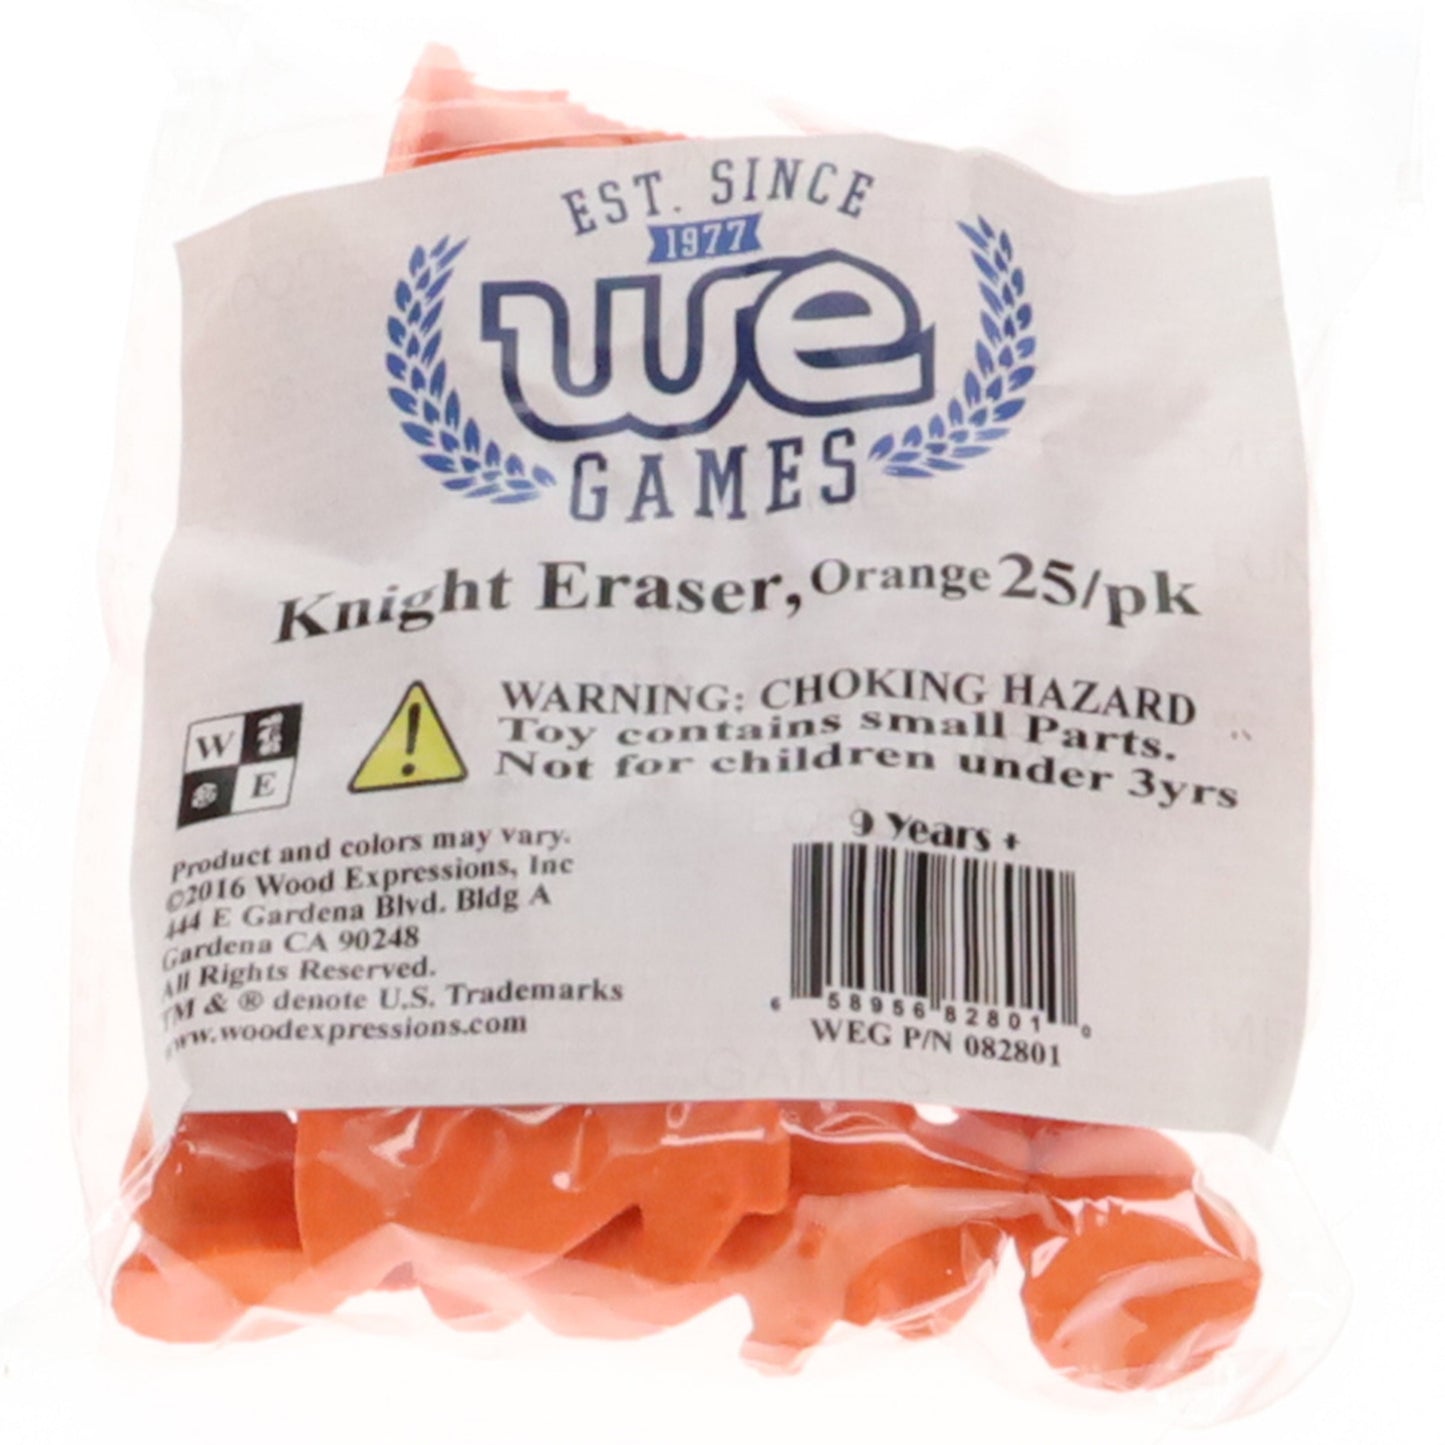 EST. SINCE
1977
we
GAMES
Knight Eraser, Orange 25/pk
W
E
WARNING: CHOKING HAZARD
Toy contains small Parts.
Not for children under 3yrs
Product and colors may vary.
©2016 Wood Expressions, Inc
444 E Gardena Blvd. Bldg A
Gardena CA 90248
All Rights Reserved.
TM & ® denote U.S. Trademarks
www.woodexpressions.com
9 Years +
6 58956 82801 0
WEG P/N 082801